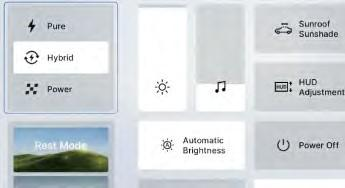 Pure
Hybrid
Power
Rest Mode
Automatic
Brightness
Sunroof
Sunshade
HUD
HUD
Adjustment
Power Off